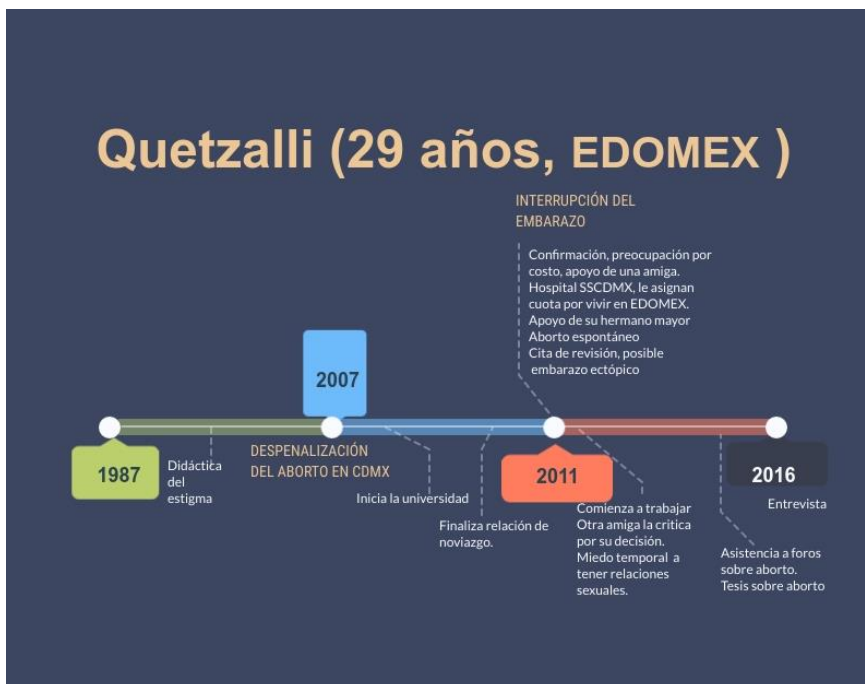 Quetzalli (29 años, EDOMEX )
INTERRUPCIÓN DEL
EMBARAZO
Confirmación, preocupación por
costo, apoyo de una amiga.
Hospital SSCDMX, le asignan
cuota por vivir en EDOMEX.
Apoyo de su hermano mayor
Aborto espontáneo
Cita de revisión, posible
embarazo ectópico
2007
1987
Didáctica
del
estigma
DESPENALIZACIÓN
DEL ABORTO EN CDMX
Inicia la universidad
Finaliza relación de
noviazgo.
2011
Comienza a trabajar
Otra amiga la critica
por su decisión.
Miedo temporal a
tener relaciones
sexuales.
2016
Entrevista
Asistencia a foros
sobre aborto.
Tesis sobre aborto